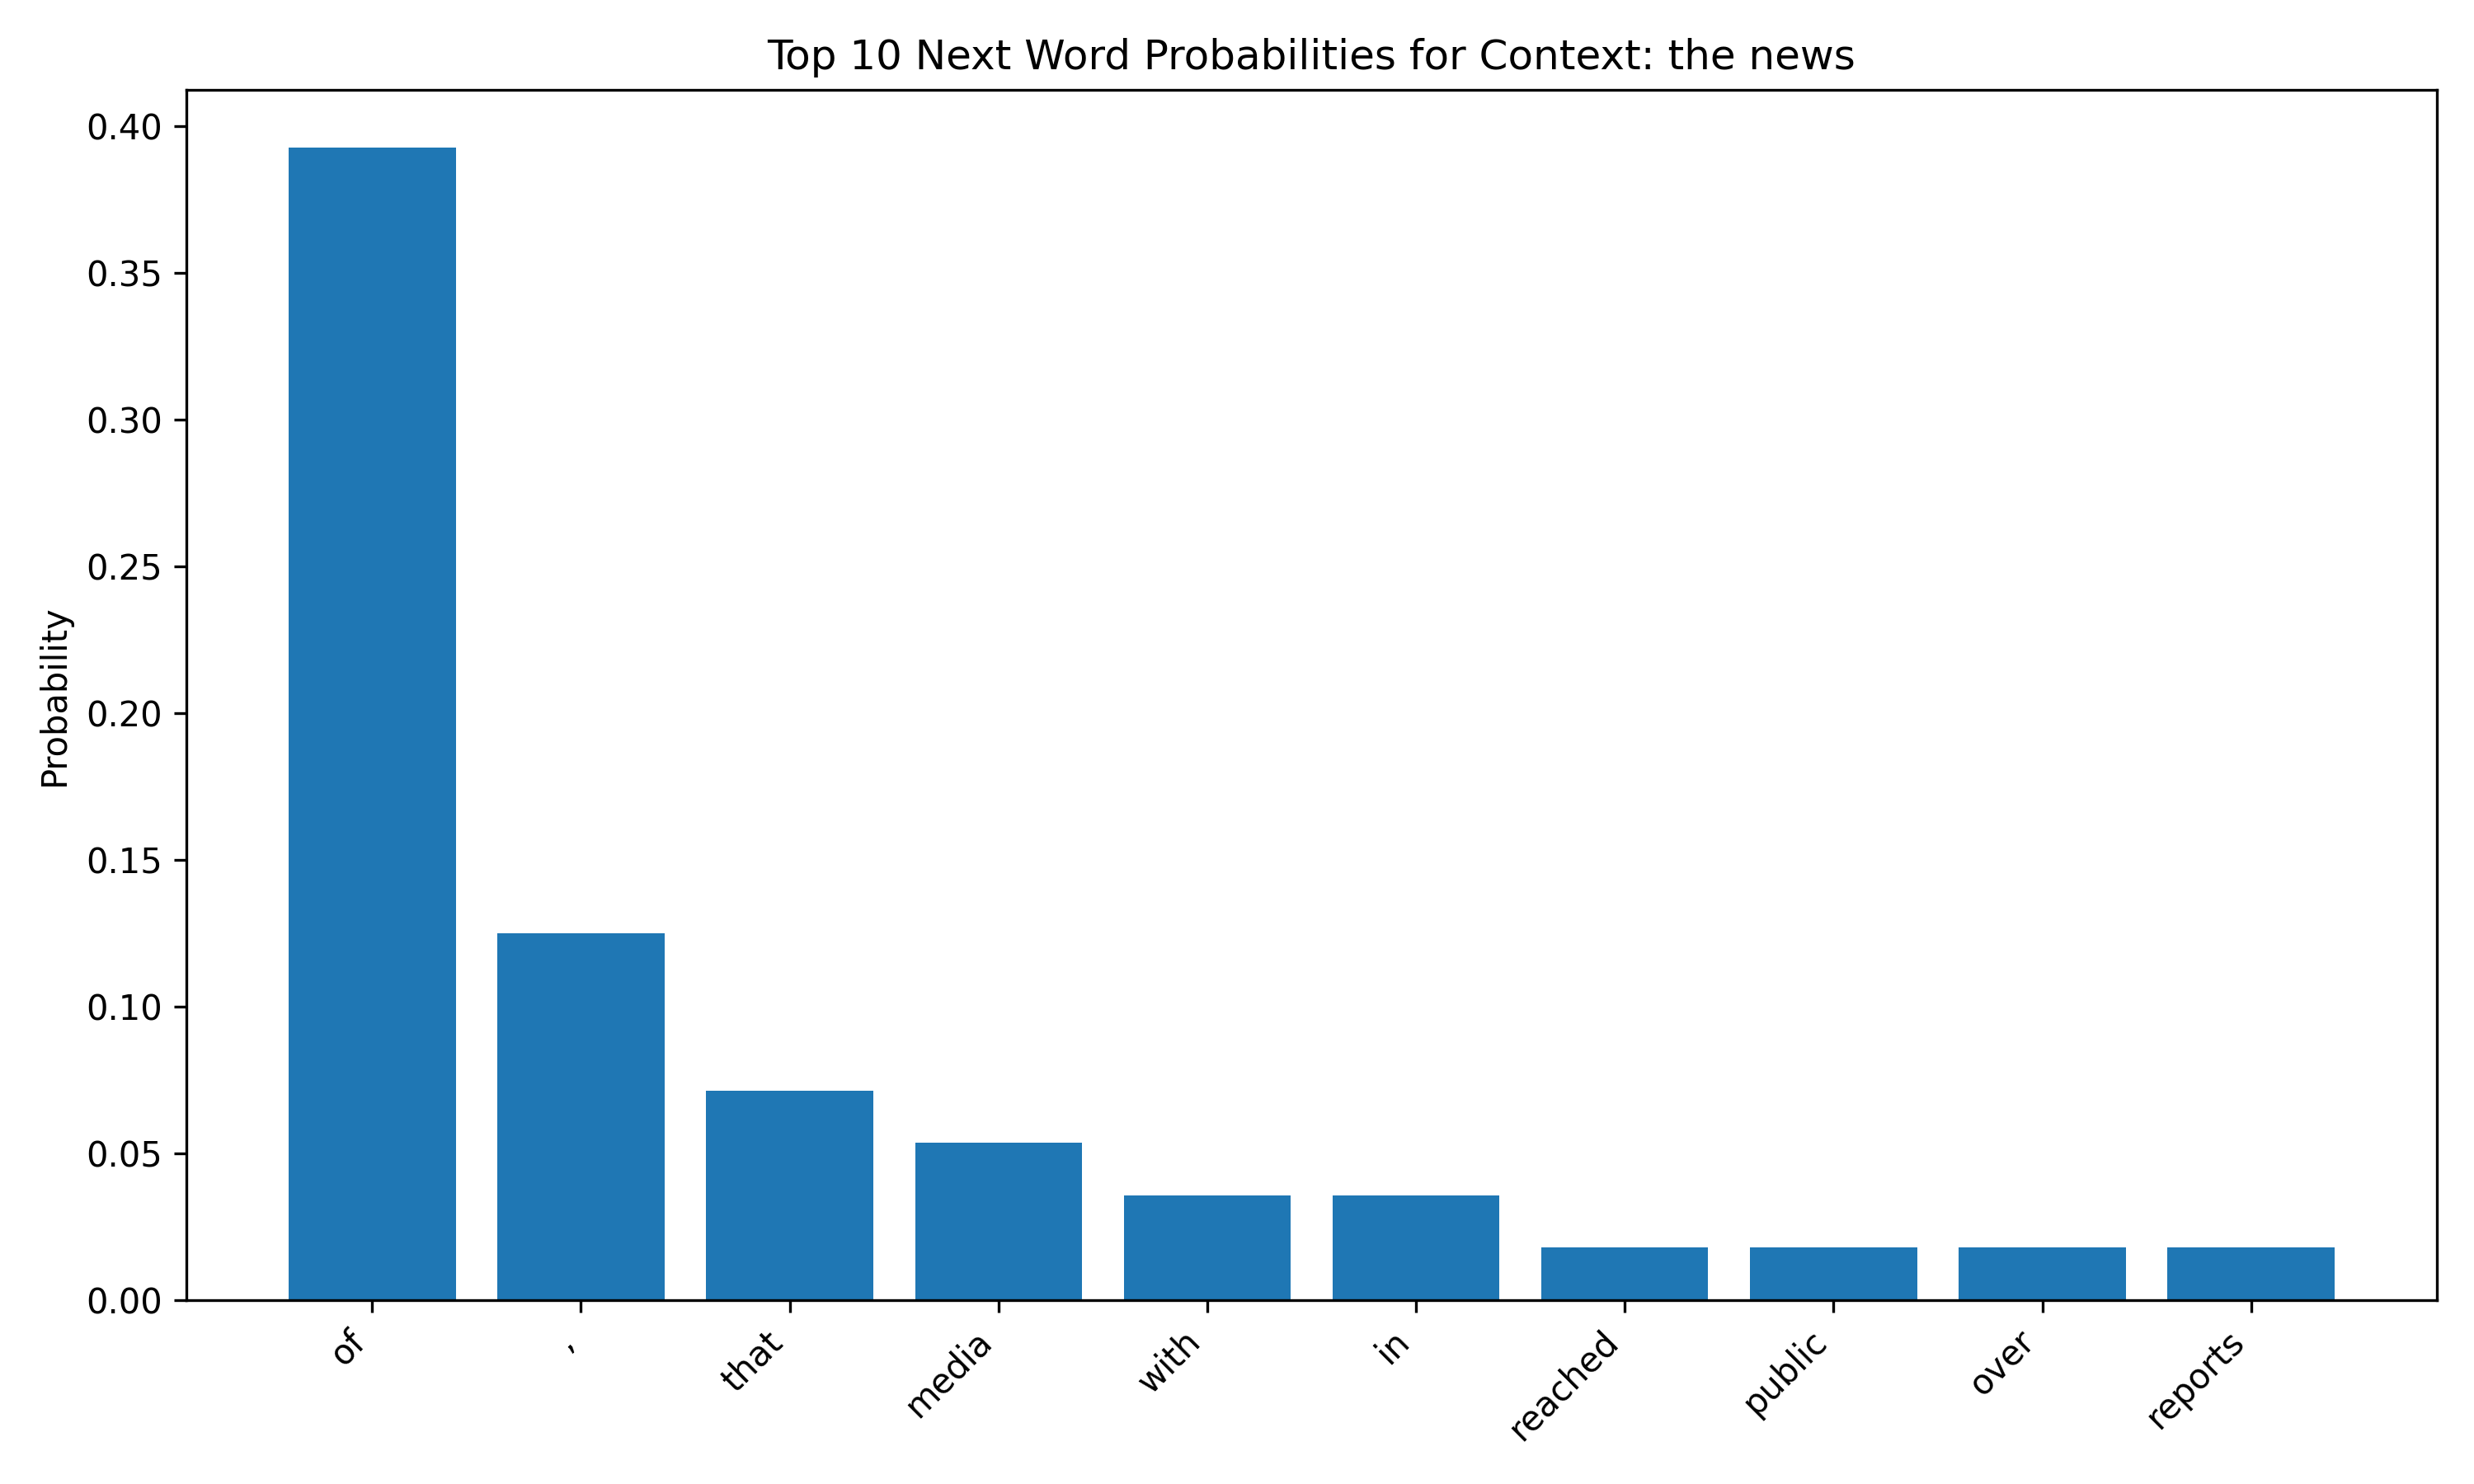 Top 10 Next Word Probabilities for Context: the news
Probability
0.40
0.35
0.30
0.25
0.20
0.15
0.10
0.05
0.00
of
,
that
media
with
in
reached
public
over
reports